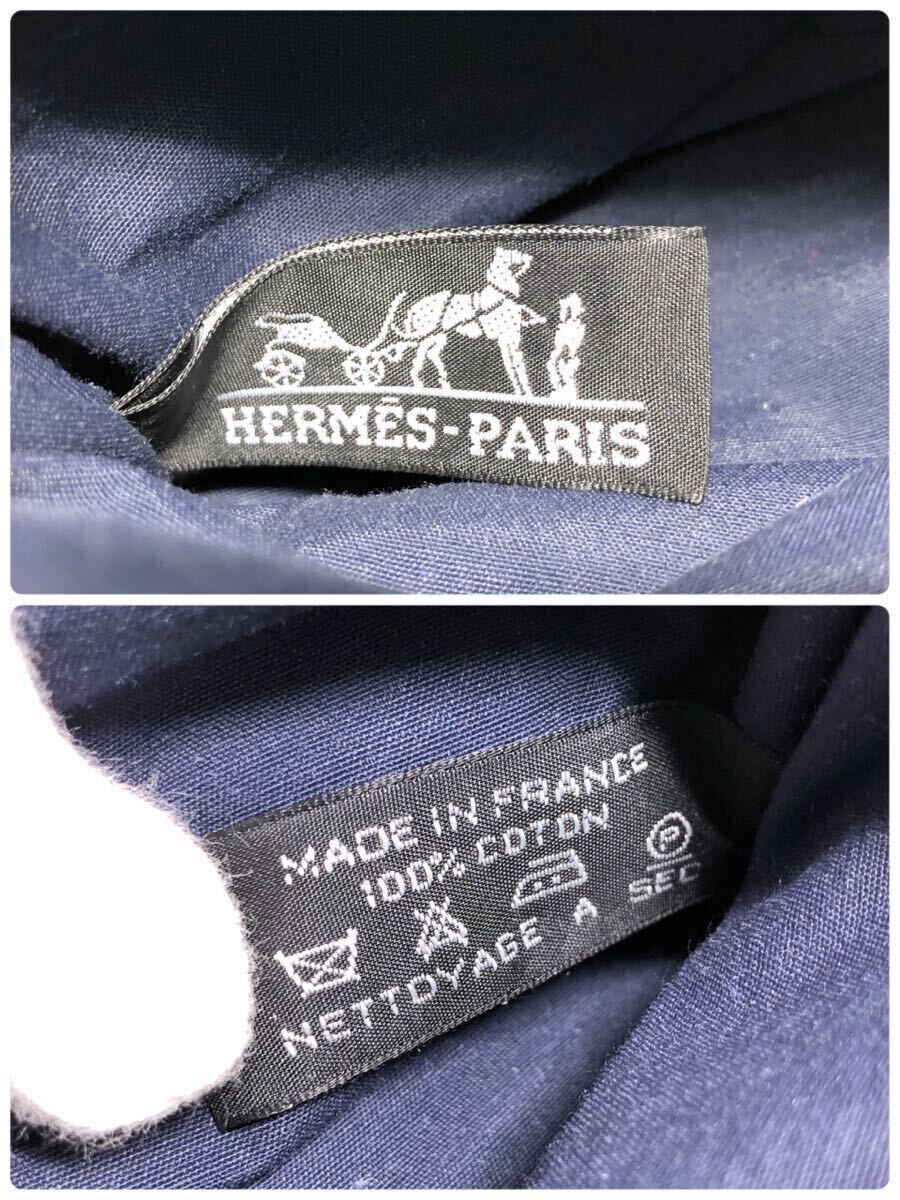 HERMÈS-PARIS
MADE IN FRANCE
100% COTON
P
NETTOYAGE A SEC